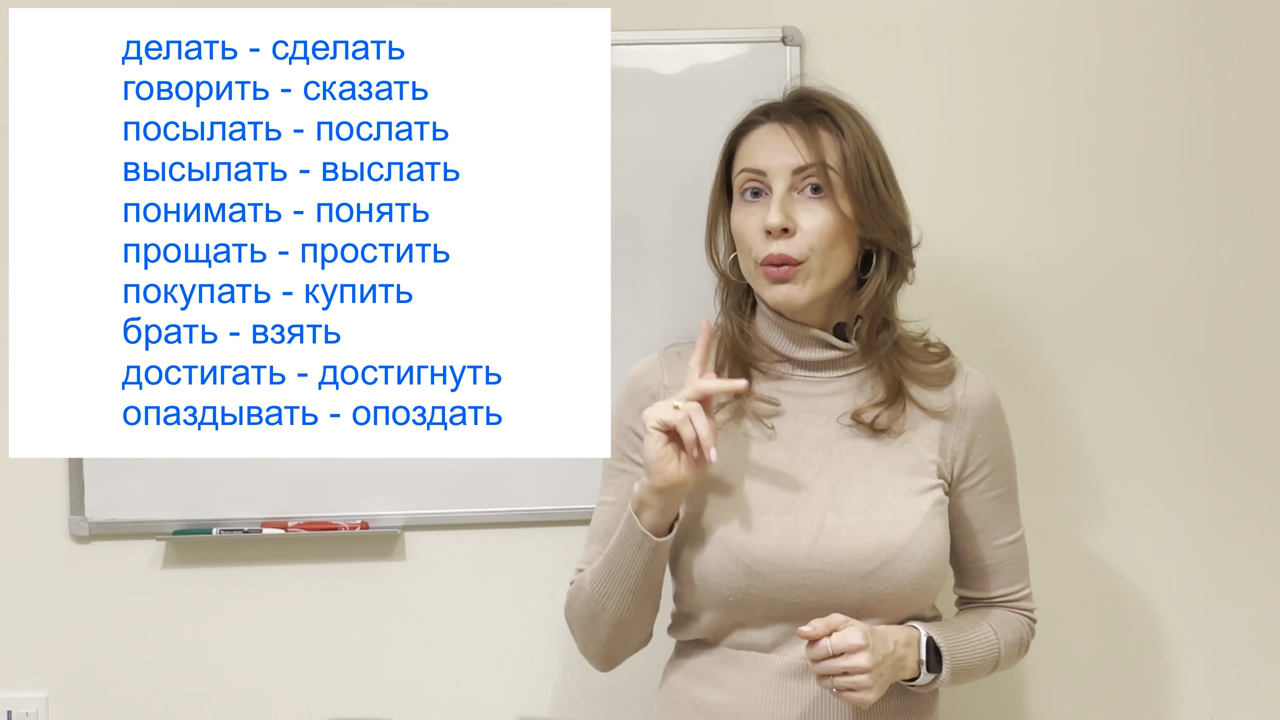 делать - сделать
говорить - сказать
посылать - послать
высылать - выслать
понимать - понять
прощать - простить
покупать - купить
брать - взять
достигать - достигнуть
опаздывать - опоздать